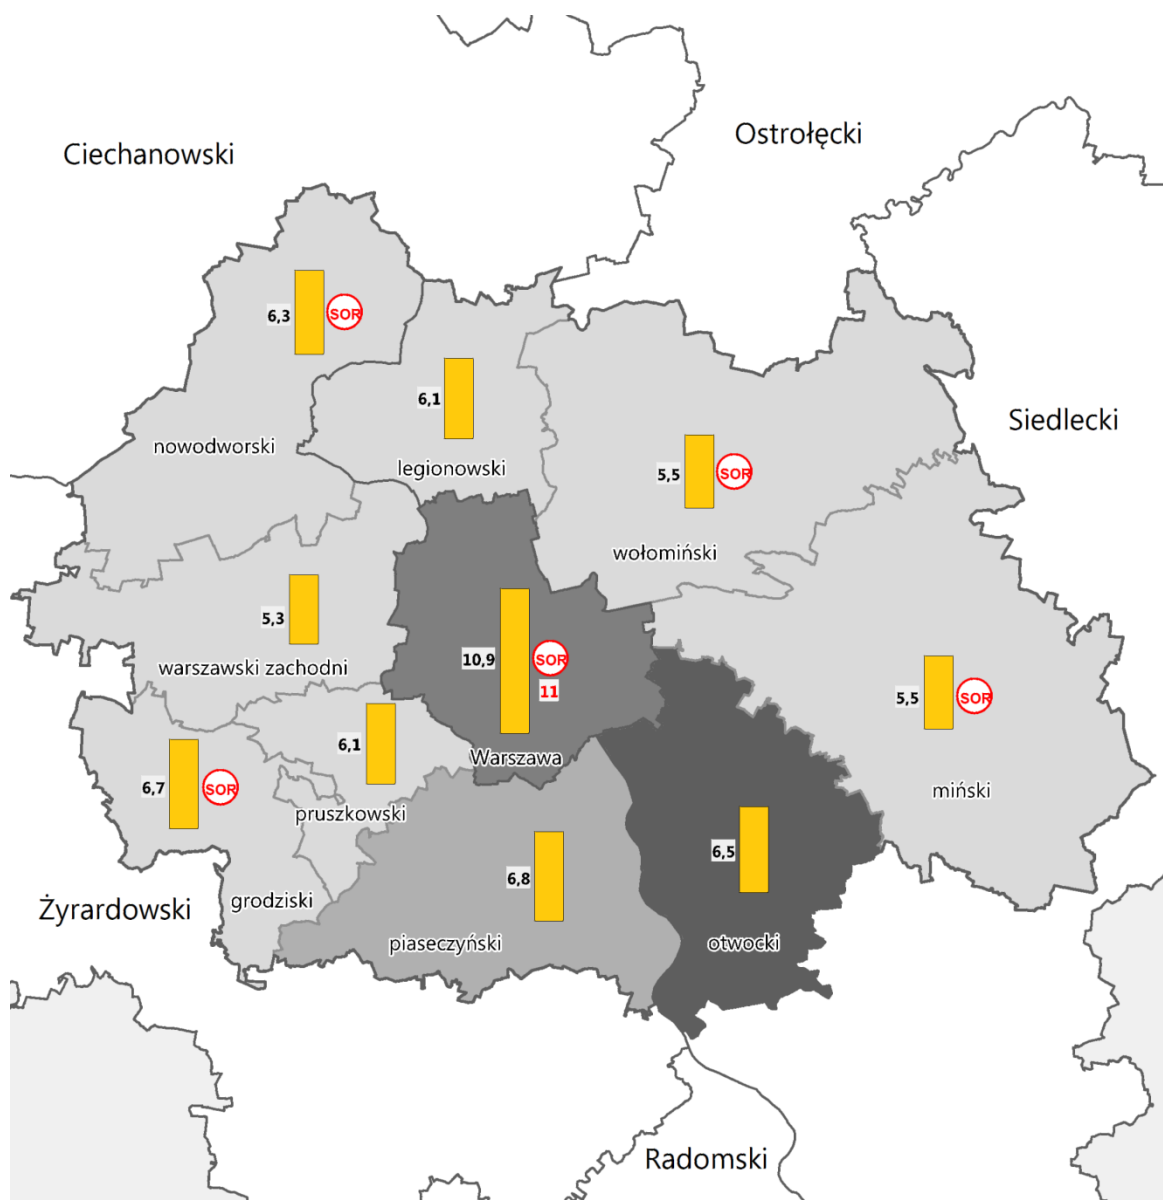 Ostrołęcki
Ciechanowski
6,3
SOR
6,1
Siedlecki
nowodworski
legionowski
5,5
SOR
wołomiński
5,3
warszawski zachodni
10,9
SOR
11
5,5
SOR
6,1
Warszawa
6,7
SOR
miński
pruszkowski
6,5
6,8
grodziski
Żyrardowski
piaseczyński
otwocki
Radomski